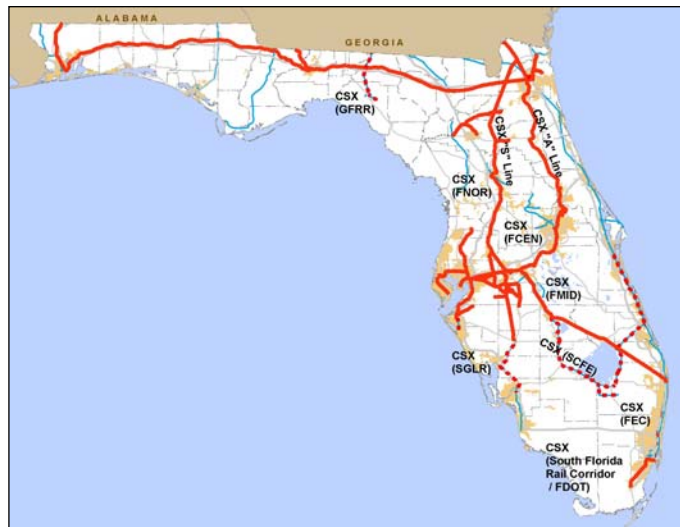 ALABAMA
GEORGIA
CSX
(GFRR)
CSX "S" Line
CSX "A" Line
CSX
(FNOR)
CSX
(FCEN)
CSX
(FMID)
CSX (SCFE)
CSX
(SGLR)
CSX
(FEC)
CSX
(South Florida
Rail Corridor
/ FDOT)